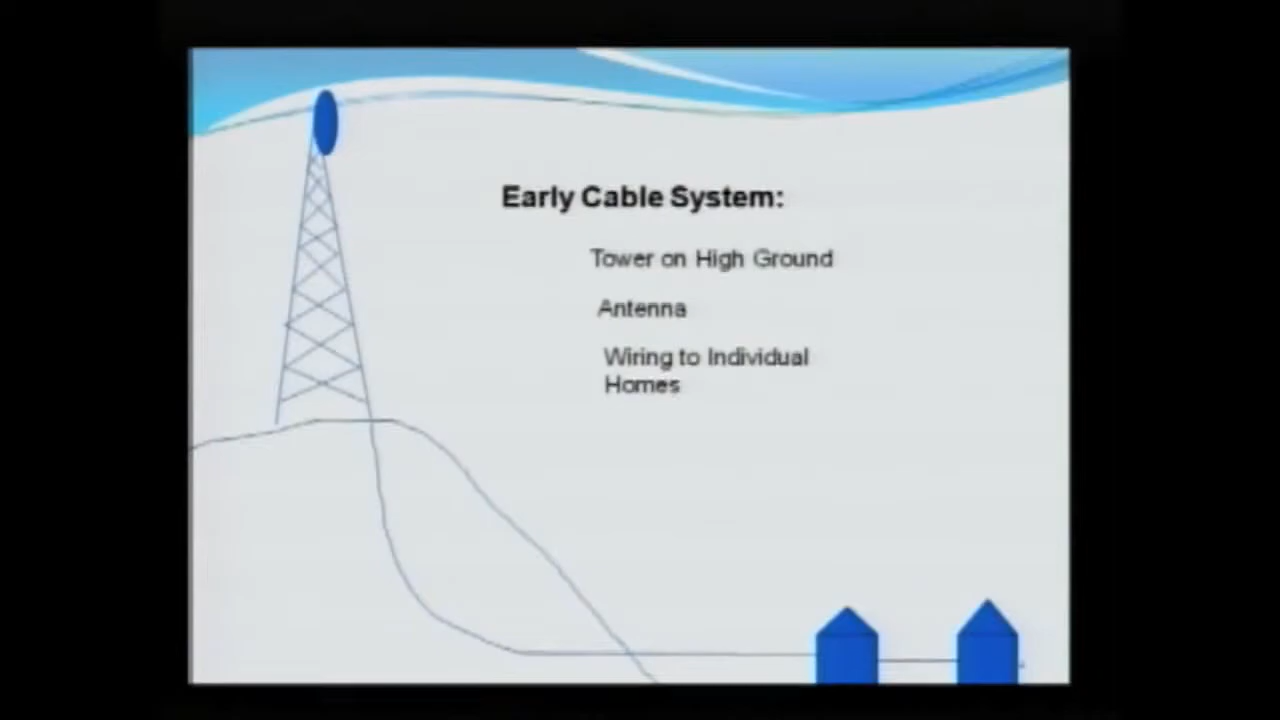 Early Cable System:
Tower on High Ground
Antenna
Wiring to Individual
Homes